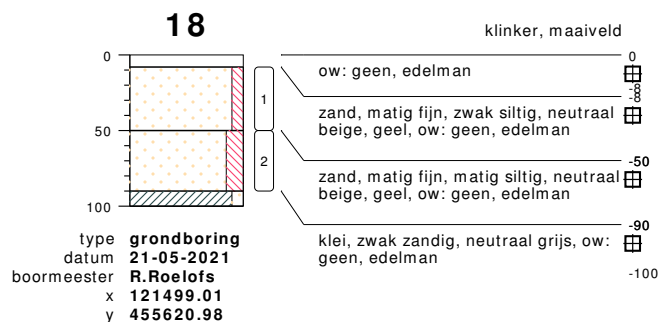 18
klinker, maaiveld
0
0
ow: geen, edelman
-8
-8
1
zand, matig fijn, zwak siltig, neutraal
beige, geel, ow: geen, edelman
50
-50
2
zand, matig fijn, matig siltig, neutraal
beige, geel, ow: geen, edelman
100
-90
klei, zwak zandig, neutraal grijs, ow:
geen, edelman
-100
type grondboring
datum 21-05-2021
boormeester R.Roelofs
x 121499.01
y 455620.98